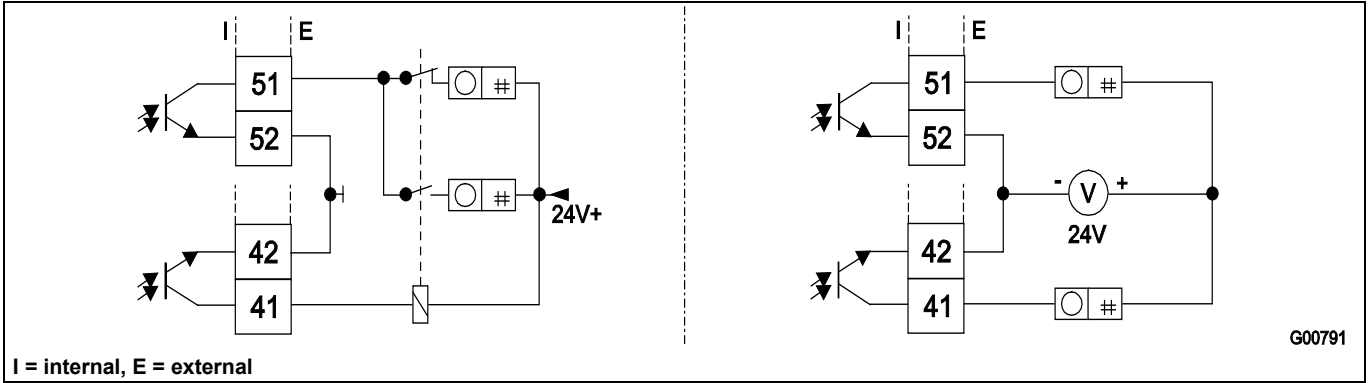 I E I E
51 # 51 #
52 52
# - V +
24V+ 24V
42 42
41 41 #
G00791
I = internal, E = external